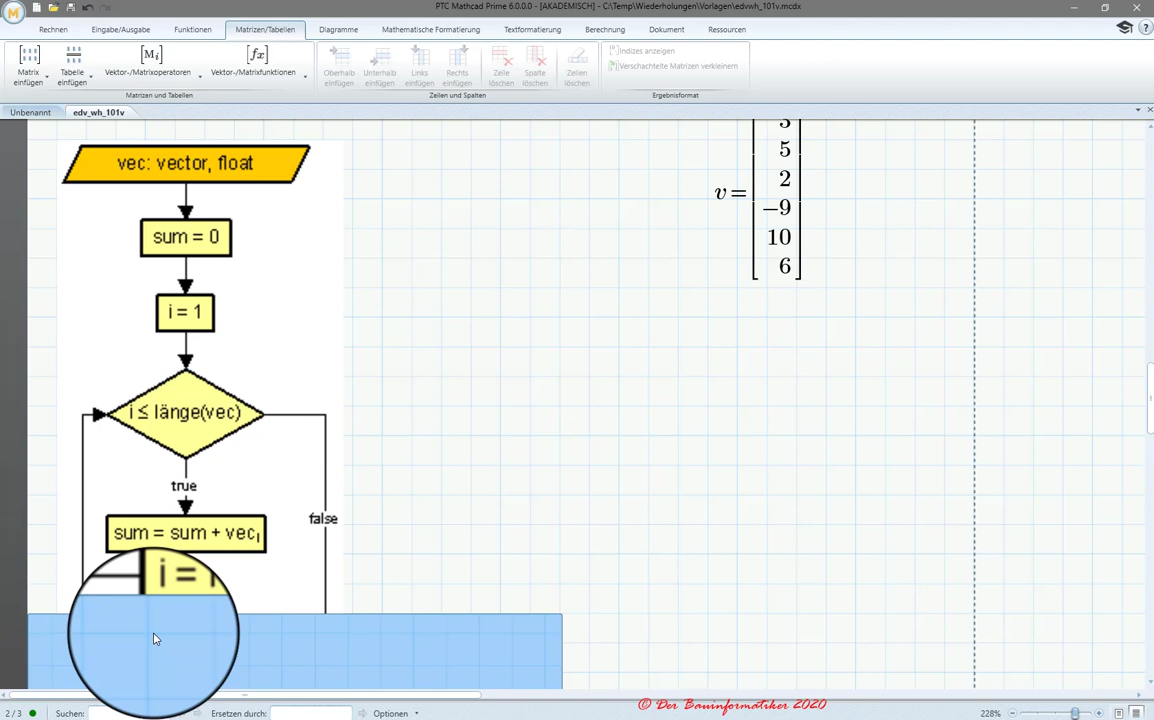 PTC Mathcad Prime 6.0.0.0 - [AKADEMISCH] - C:\Temp\Wiederholungen\Vorlagen\edvwh_101v.mcdx
M
Rechnen Eingabe/Ausgabe Funktionen Matrizen/Tabellen Diagramme Mathematische Formatierung Textformatierung Berechnung Dokument Ressourcen
Matrix einfügen
Tabelle einfügen
Vektor-/Matrixoperatoren
Vektor-/Matrixfunktionen
Oberhalb einfügen
Unterhalb einfügen
Links einfügen
Rechts einfügen
Zeile löschen
Spalte löschen
Zellen löschen
Indizes anzeigen
Verschachtelte Matrizen verkleinern
Matrizen und Tabellen
Zeilen und Spalten
Ergebnisformat
Unbenannt edv_wh_101v
vec: vector, float
sum = 0
i = 1
i ≤ länge(vec)
true
false
sum = sum + vec_i
i =
v =
5
2
−9
10
6
© Der Bauinformatiker 2020
2 / 3 Suchen: Ersetzen durch: Optionen 228%